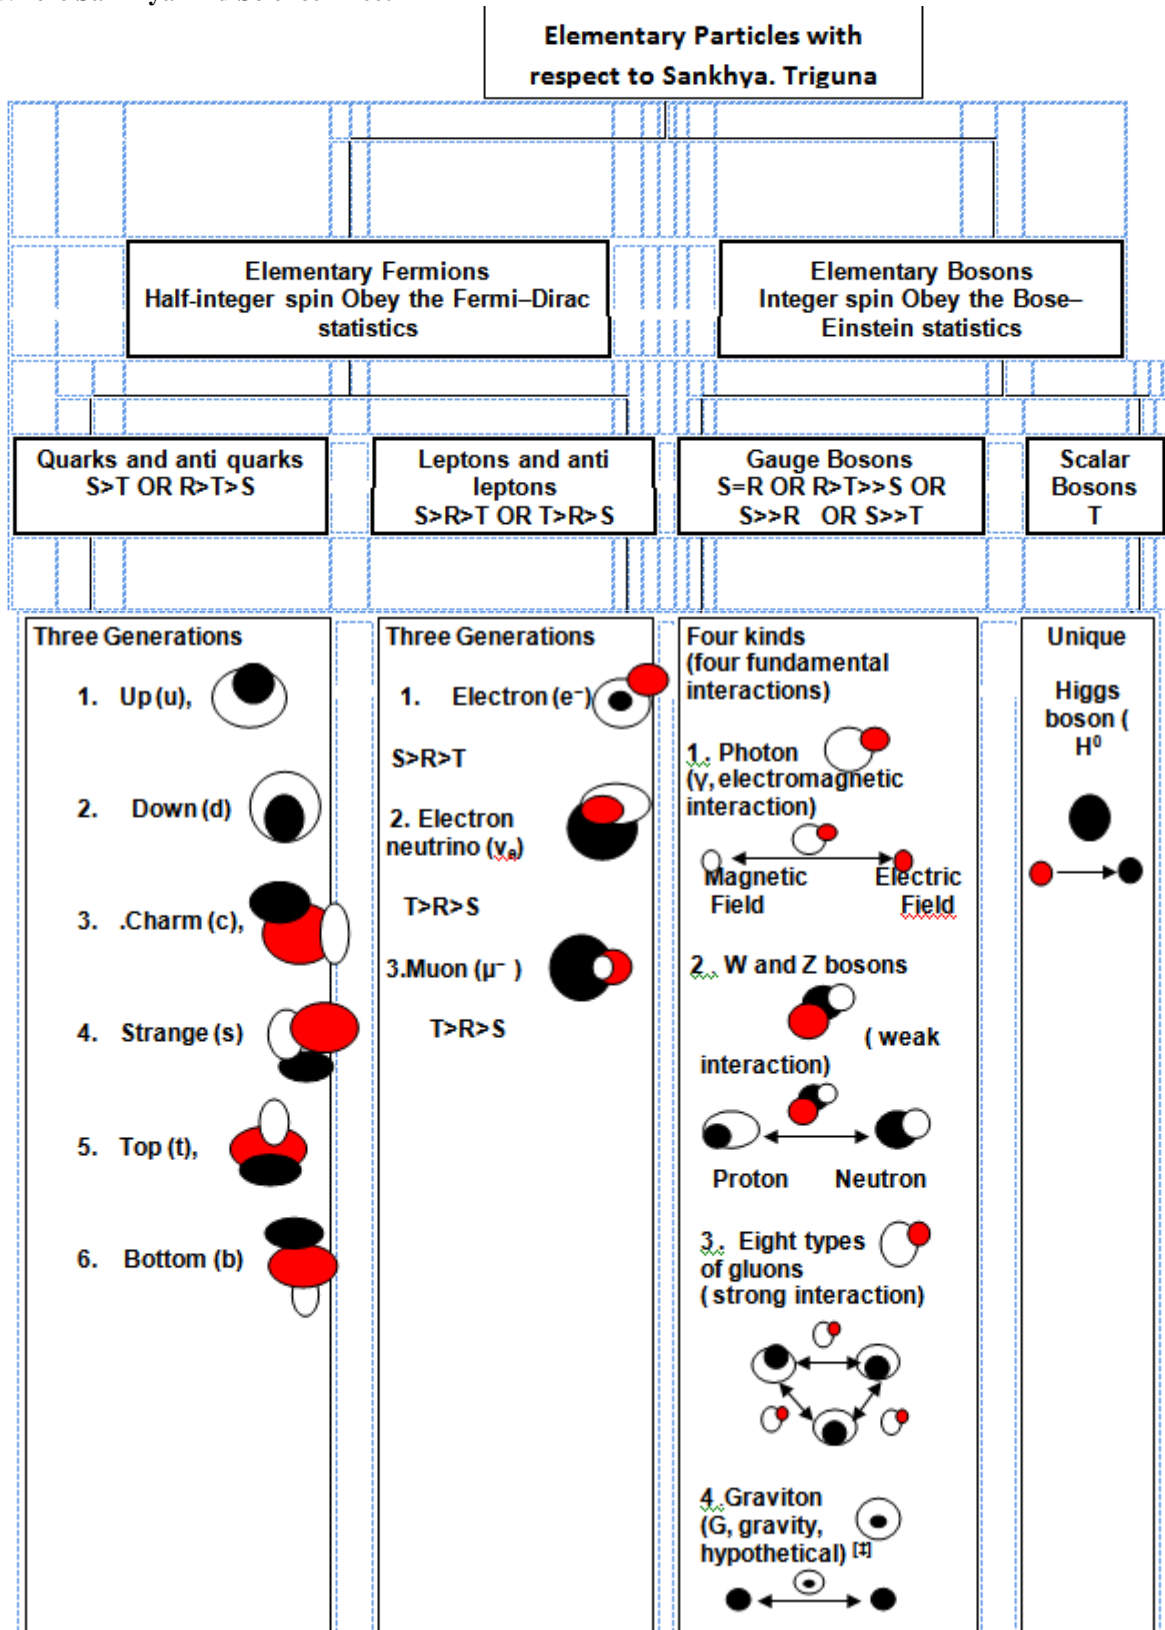 Elementary Particles with
respect to Sankhya. Triguna
Elementary Fermions
Half-integer spin Obey the Fermi–Dirac
statistics
Elementary Bosons
Integer spin Obey the Bose–
Einstein statistics
Quarks and anti quarks
S>T OR R>T>S
Leptons and anti
leptons
S>R>T OR T>R>S
Gauge Bosons
S=R OR R>T>>S OR
S>>R OR S>>T
Scalar
Bosons
T
Three Generations
1. Up (u),
2. Down (d)
3. .Charm (c),
4. Strange (s)
5. Top (t),
6. Bottom (b)
Three Generations
1. Electron (e⁻)
S>R>T
2. Electron
neutrino (νₑ)
T>R>S
3.Muon (μ⁻ )
T>R>S
Four kinds
(four fundamental
interactions)
1. Photon
(γ, electromagnetic
interaction)
Magnetic
Field
Electric
Field
2. W and Z bosons
( weak
interaction)
Proton Neutron
3. Eight types
of gluons
( strong interaction)
4.Graviton
(G, gravity,
hypothetical) [‡]
Unique
Higgs
boson (
H⁰